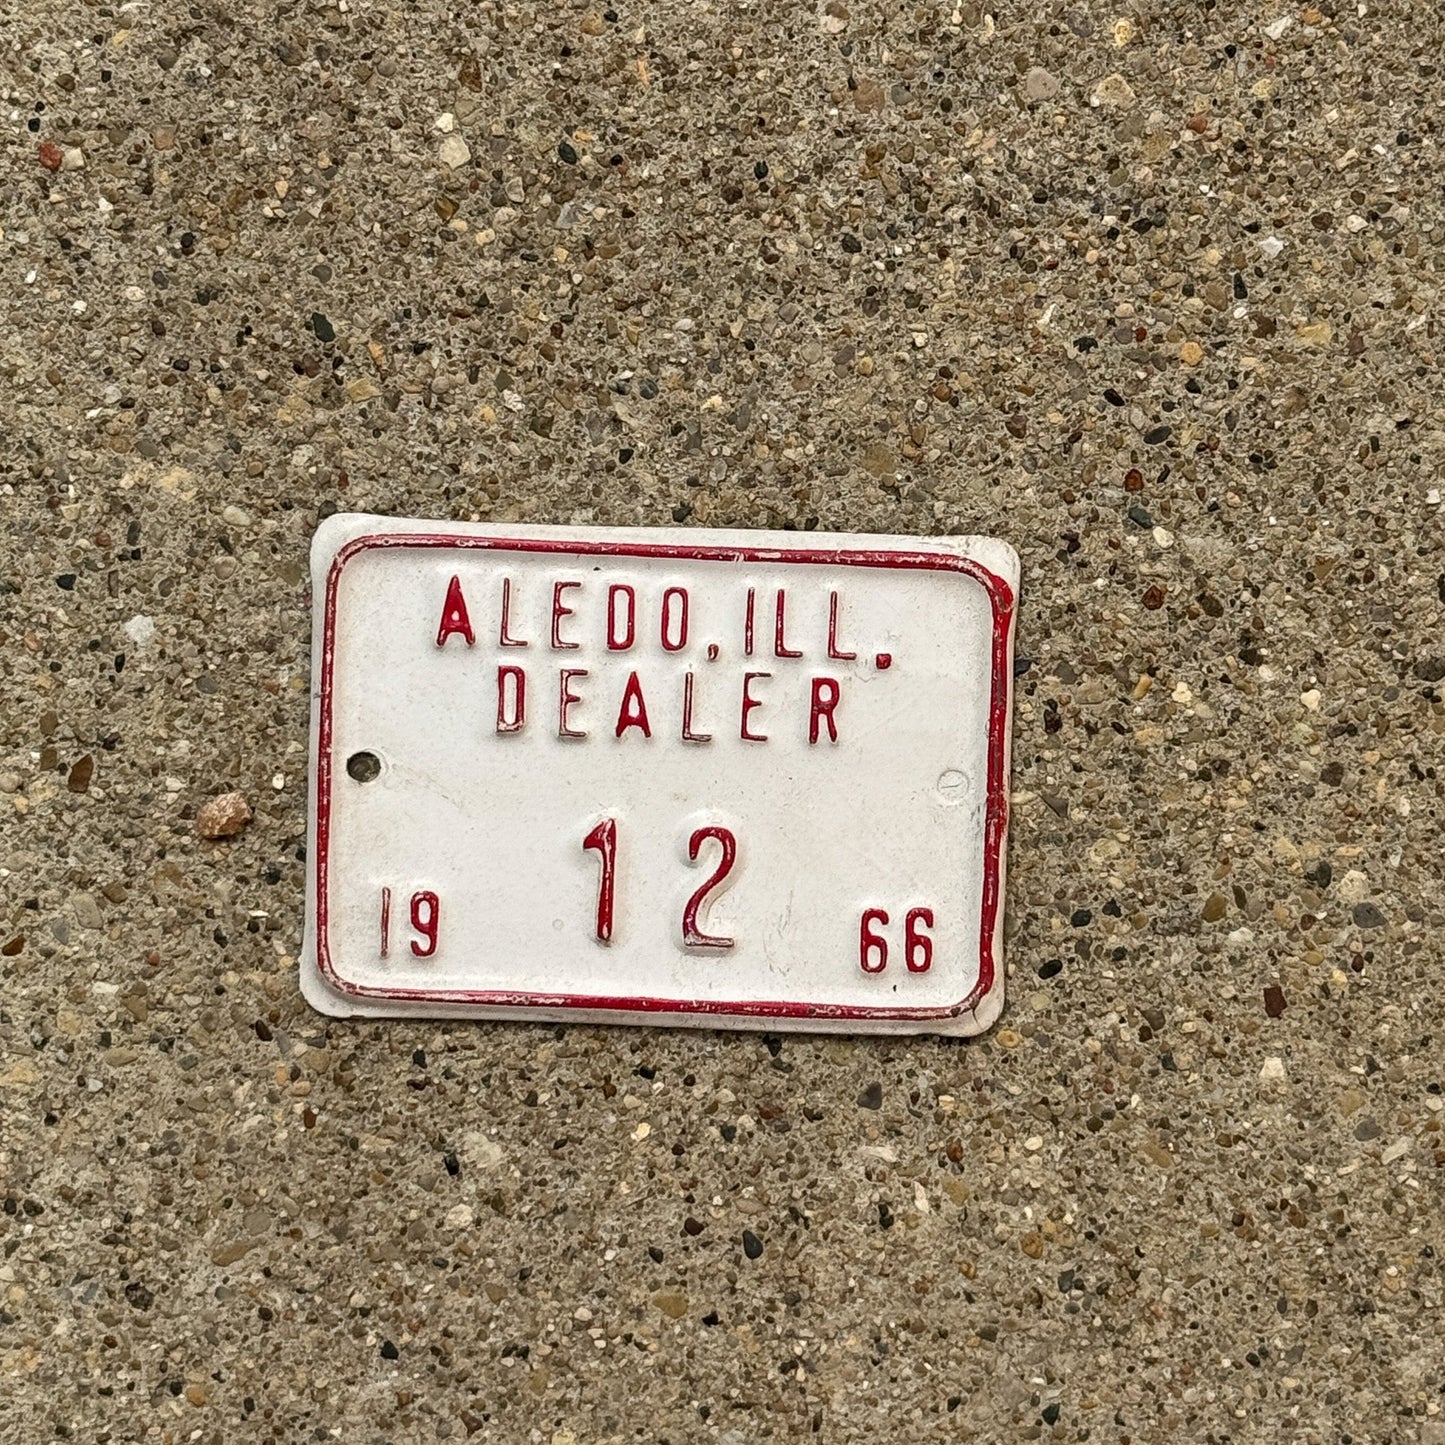 ALEDO, ILL.
DEALER
12
19 66